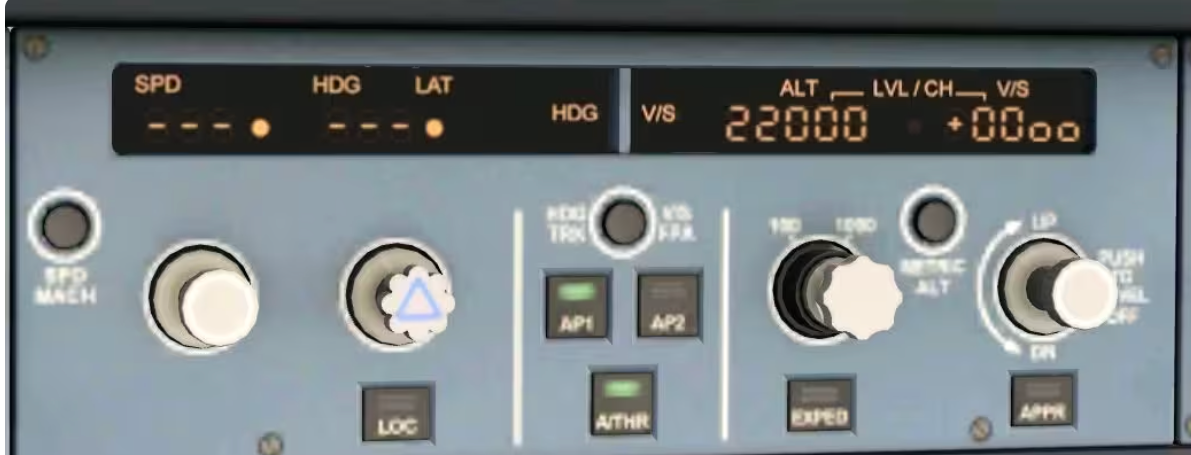 SPD HDG LAT
--- ---
HDG V/S
ALT LVL/CH V/S
22000 +00oo
SPD
MACH
HDG V/S
TRK FPA
AP1 AP2
A/THR
LOC
100 1000
METRIC
ALT
UP
PUSH
TO
LEVEL
OFF
DN
EXPED
APPR